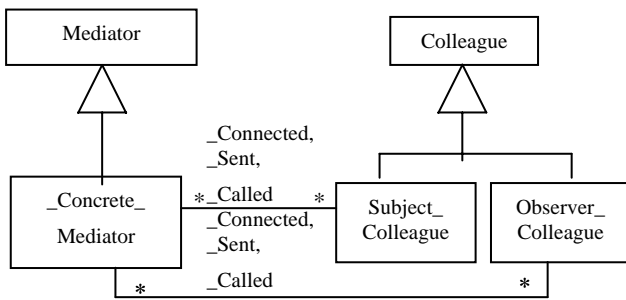 Mediator
Colleague
_Connected,
_Sent,
_Called
* *
_Concrete_
Mediator
Subject_
Colleague
Observer_
Colleague
_Connected,
_Sent,
_Called
* *